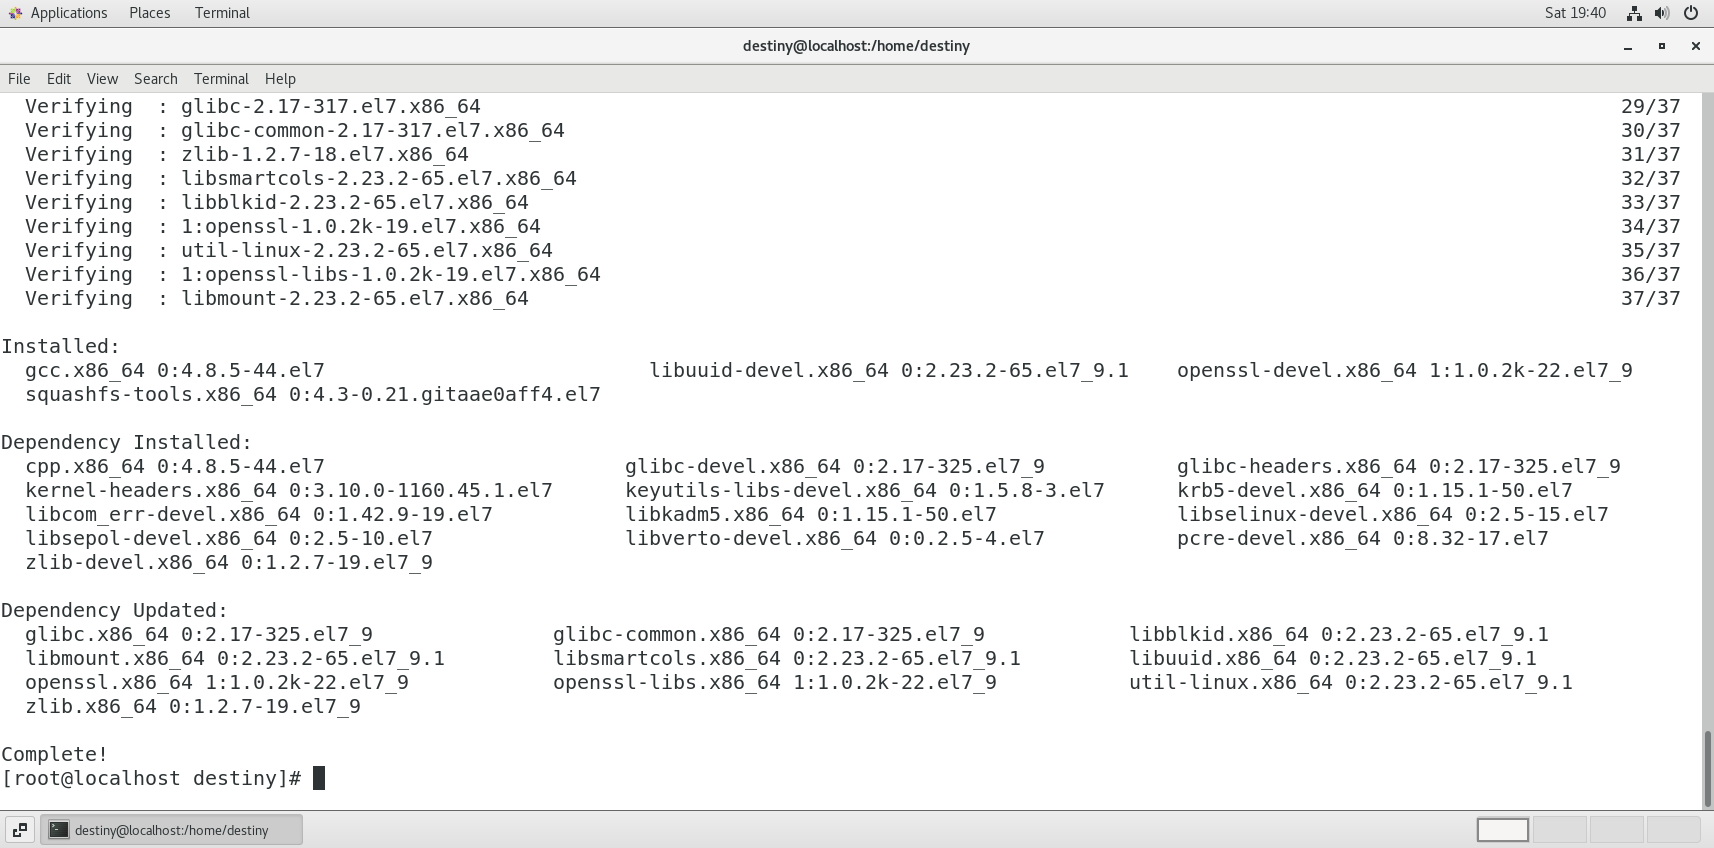 Applications Places Terminal Sat 19:40
destiny@localhost:/home/destiny
File Edit View Search Terminal Help
Verifying : glibc-2.17-317.el7.x86_64 29/37
Verifying : glibc-common-2.17-317.el7.x86_64 30/37
Verifying : zlib-1.2.7-18.el7.x86_64 31/37
Verifying : libsmartcols-2.23.2-65.el7.x86_64 32/37
Verifying : libblkid-2.23.2-65.el7.x86_64 33/37
Verifying : 1:openssl-1.0.2k-19.el7.x86_64 34/37
Verifying : util-linux-2.23.2-65.el7.x86_64 35/37
Verifying : 1:openssl-libs-1.0.2k-19.el7.x86_64 36/37
Verifying : libmount-2.23.2-65.el7.x86_64 37/37
Installed:
gcc.x86_64 0:4.8.5-44.el7 libuuid-devel.x86_64 0:2.23.2-65.el7_9.1 openssl-devel.x86_64 1:1.0.2k-22.el7_9
squashfs-tools.x86_64 0:4.3-0.21.gitaae0aff4.el7
Dependency Installed:
cpp.x86_64 0:4.8.5-44.el7 glibc-devel.x86_64 0:2.17-325.el7_9 glibc-headers.x86_64 0:2.17-325.el7_9
kernel-headers.x86_64 0:3.10.0-1160.45.1.el7 keyutils-libs-devel.x86_64 0:1.5.8-3.el7 krb5-devel.x86_64 0:1.15.1-50.el7
libcom_err-devel.x86_64 0:1.42.9-19.el7 libkadm5.x86_64 0:1.15.1-50.el7 libselinux-devel.x86_64 0:2.5-15.el7
libsepol-devel.x86_64 0:2.5-10.el7 libverto-devel.x86_64 0:0.2.5-4.el7 pcre-devel.x86_64 0:8.32-17.el7
zlib-devel.x86_64 0:1.2.7-19.el7_9
Dependency Updated:
glibc.x86_64 0:2.17-325.el7_9 glibc-common.x86_64 0:2.17-325.el7_9 libblkid.x86_64 0:2.23.2-65.el7_9.1
libmount.x86_64 0:2.23.2-65.el7_9.1 libsmartcols.x86_64 0:2.23.2-65.el7_9.1 libuuid.x86_64 0:2.23.2-65.el7_9.1
openssl.x86_64 1:1.0.2k-22.el7_9 openssl-libs.x86_64 1:1.0.2k-22.el7_9 util-linux.x86_64 0:2.23.2-65.el7_9.1
zlib.x86_64 0:1.2.7-19.el7_9
Complete!
[root@localhost destiny]#
destiny@localhost:/home/destiny